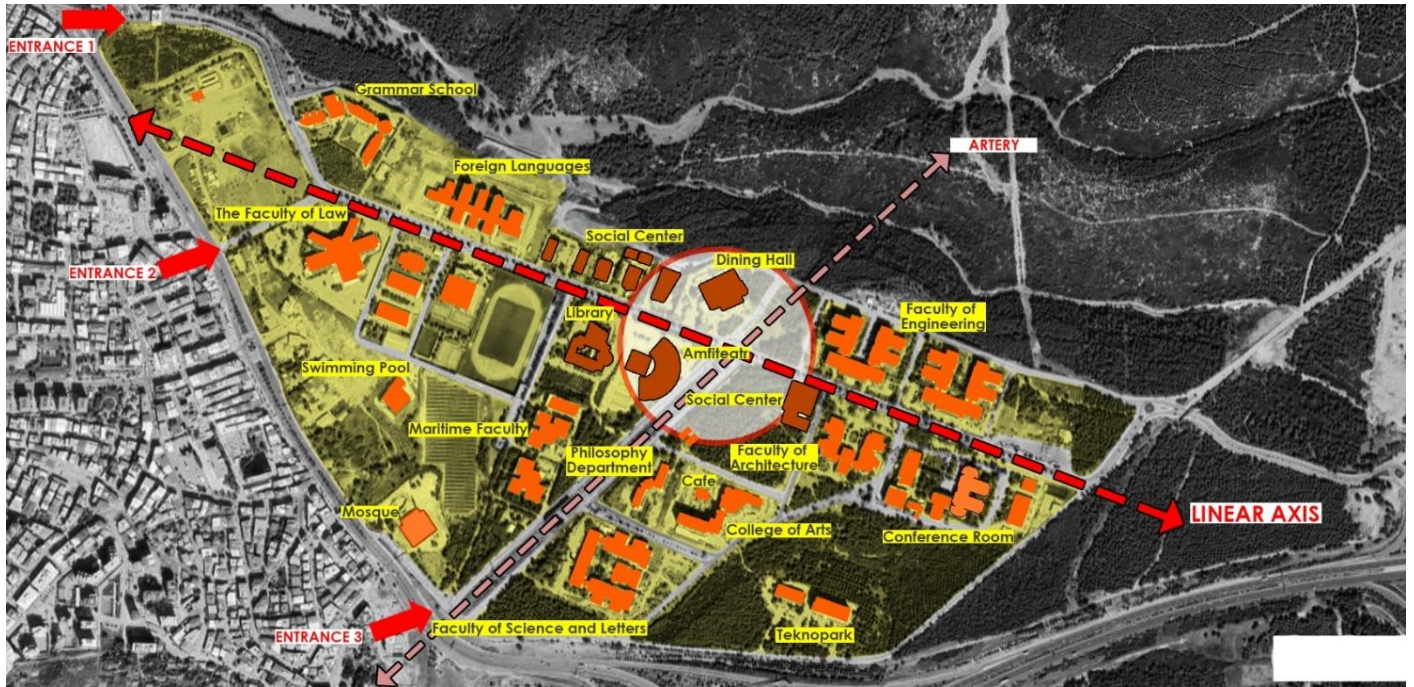 ENTRANCE 1
Grammar School
ARTERY
Foreign Languages
The Faculty of Law
Social Center
Dining Hall
ENTRANCE 2
Library
Faculty of
Engineering
Amfiteatr
Swimming Pool
Social Center
Maritime Faculty
Philosophy
Department
Faculty of
Architecture
Cafe
Mosque
LINEAR AXIS
College of Arts
Conference Room
ENTRANCE 3
Faculty of Science and Letters
Teknopark